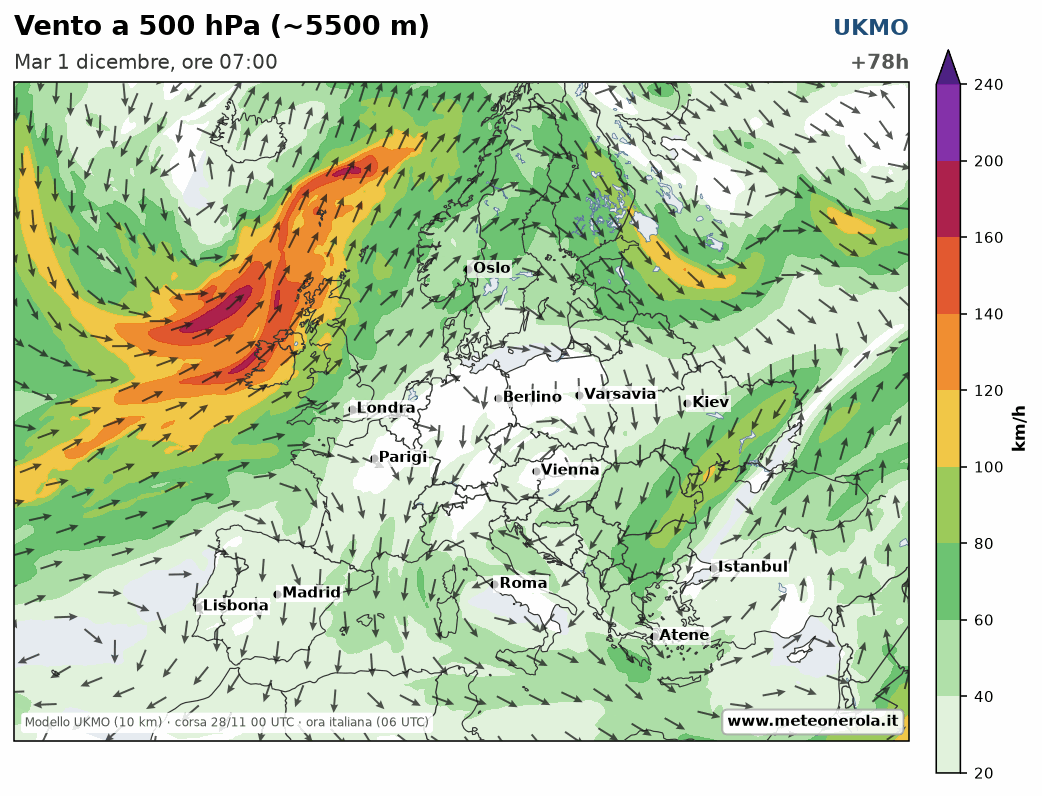 Vento a 500 hPa (~5500 m)
UKMO
Mar 1 dicembre, ore 07:00
+78h
240
200
160
140
120
100
80
60
40
20
km/h
Oslo
Londra
Berlino
Varsavia
Kiev
Parigi
Vienna
Istanbul
Roma
Madrid
Lisbona
Atene
Modello UKMO (10 km) · corsa 28/11 00 UTC · ora italiana (06 UTC)
www.meteonerola.it